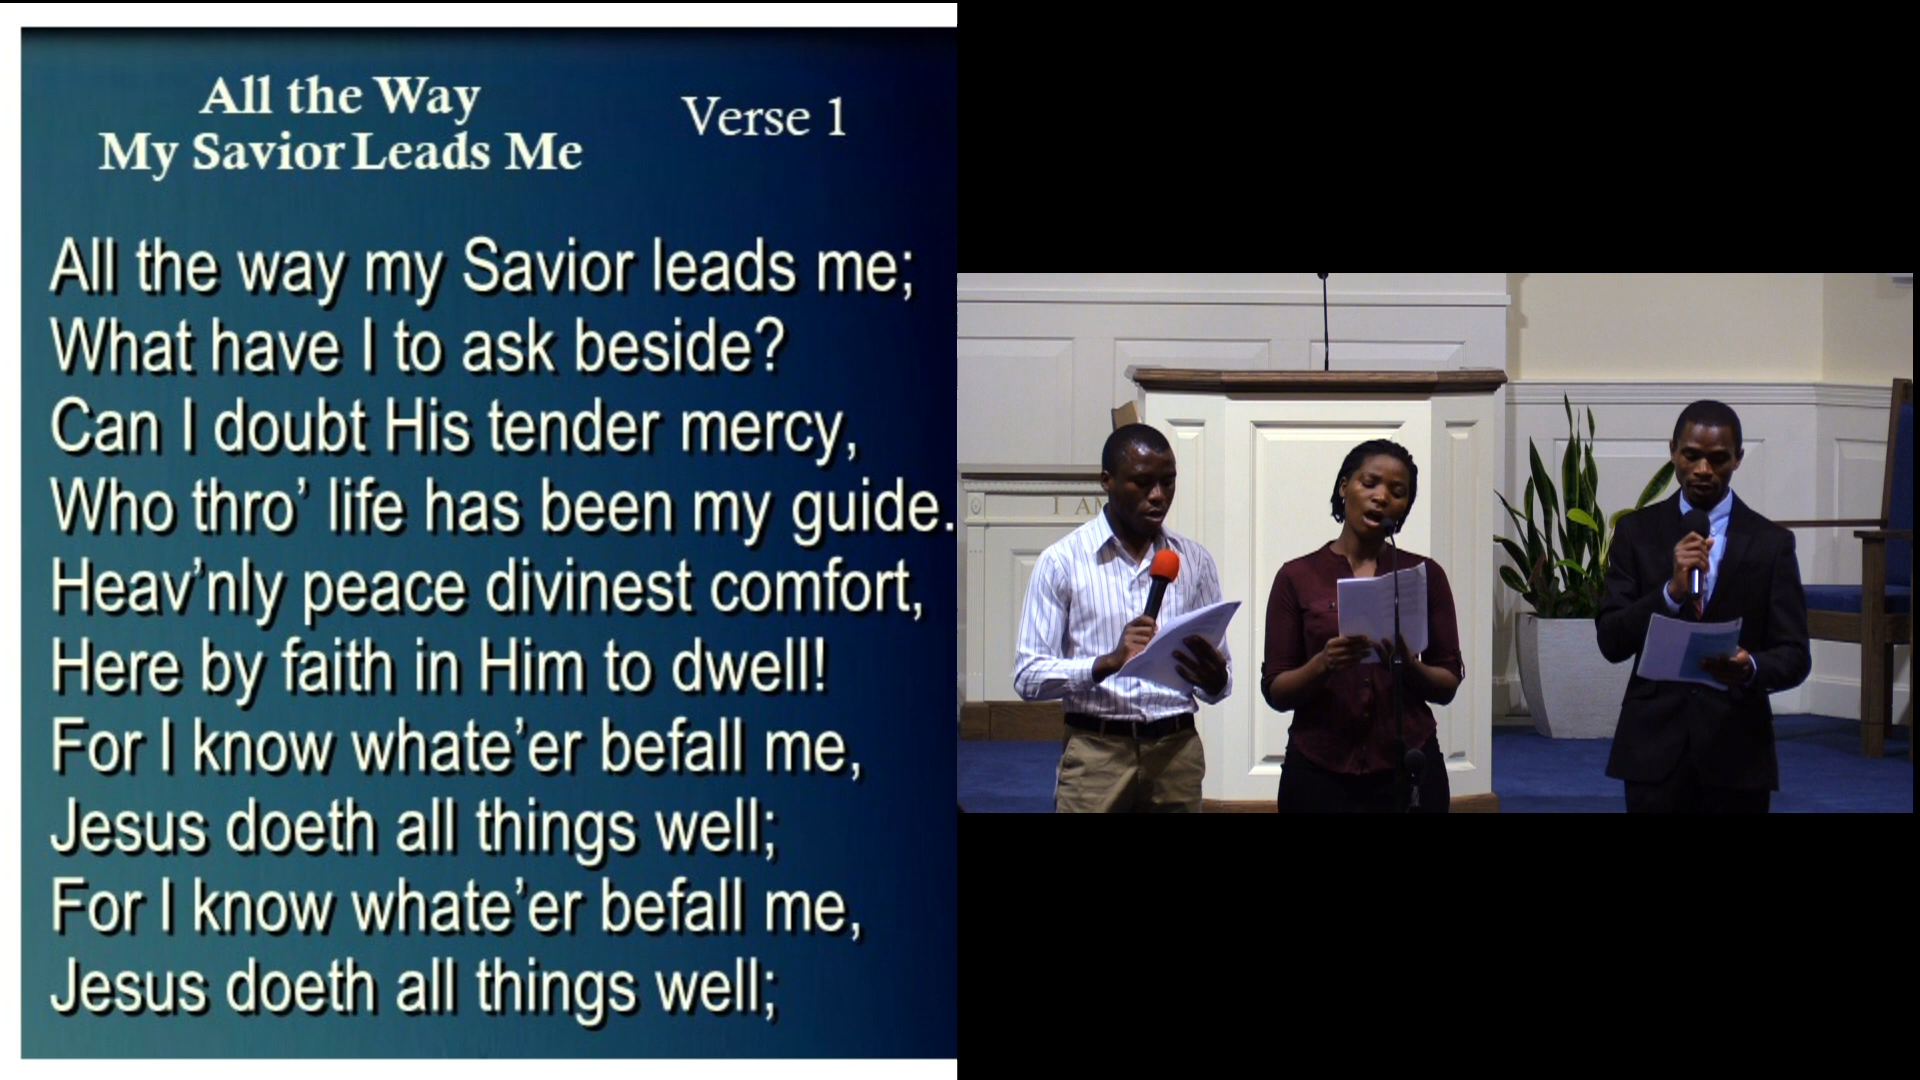 All the Way
My Savior Leads Me
Verse 1
All the way my Savior leads me;
What have I to ask beside?
Can I doubt His tender mercy,
Who thro’ life has been my guide.
Heav’nly peace divinest comfort,
Here by faith in Him to dwell!
For I know whate’er befall me,
Jesus doeth all things well;
For I know whate’er befall me,
Jesus doeth all things well;
I AM